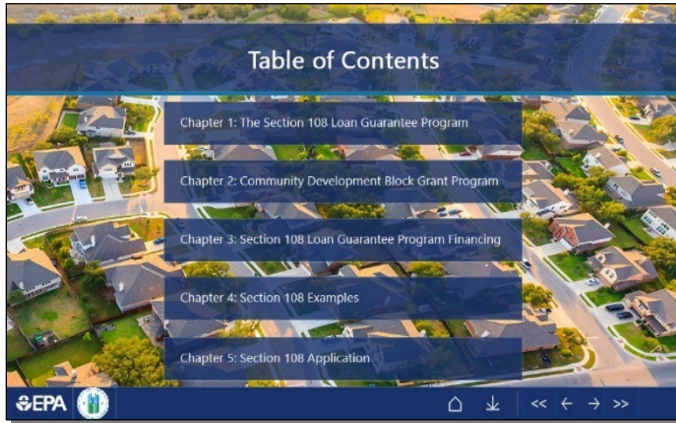 Table of Contents
Chapter 1: The Section 108 Loan Guarantee Program
Chapter 2: Community Development Block Grant Program
Chapter 3: Section 108 Loan Guarantee Program Financing
Chapter 4: Section 108 Examples
Chapter 5: Section 108 Application
EPA << ← → >>